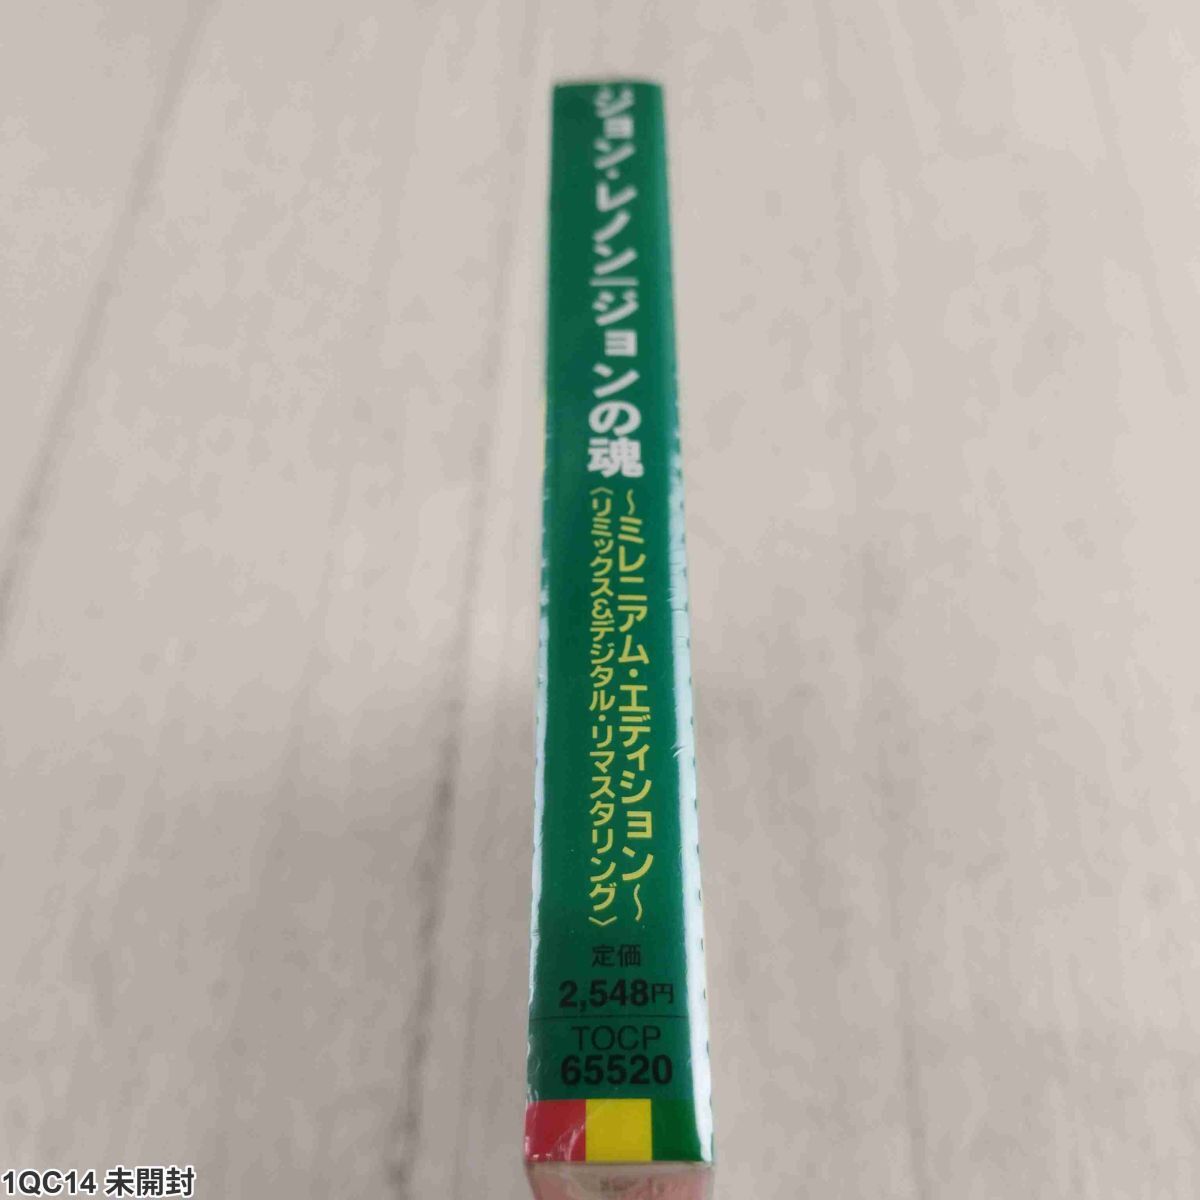 ジョン・レノン/ジョンの魂
～ミレニアム・エディション～
〈リミックス&デジタル・リマスタリング〉
定価
2,548円
TOCP
65520
1QC14 未開封